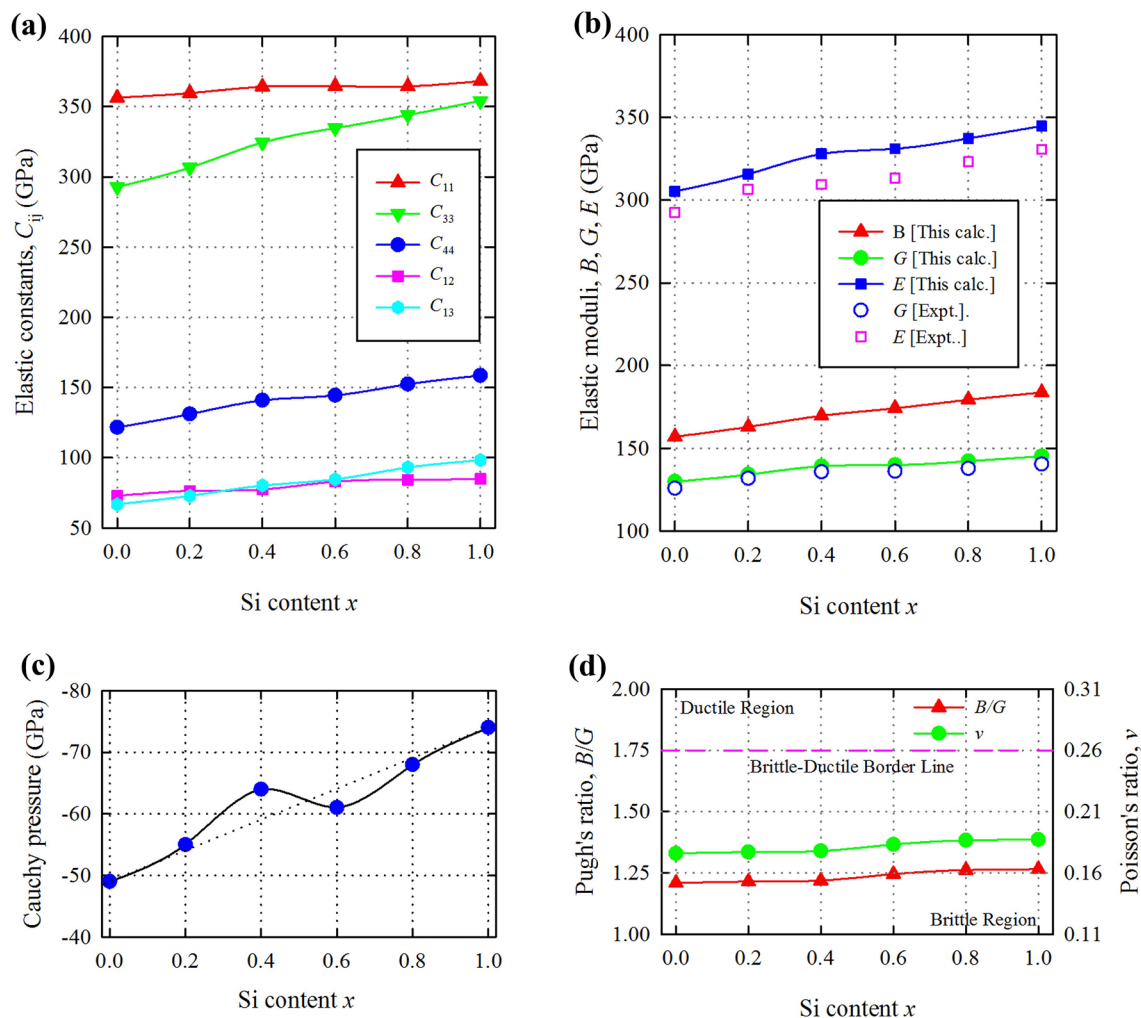 (a)
400
350
300
250
200
150
100
50
Elastic constants, Cij (GPa)
C11
C33
C44
C12
C13
0.0 0.2 0.4 0.6 0.8 1.0
Si content x
(b)
400
350
300
250
200
150
100
Elastic moduli, B, G, E (GPa)
B [This calc.]
G [This calc.]
E [This calc.]
G [Expt.].
E [Expt..]
0.0 0.2 0.4 0.6 0.8 1.0
Si content x
(c)
-80
-70
-60
-50
-40
Cauchy pressure (GPa)
0.0 0.2 0.4 0.6 0.8 1.0
Si content x
(d)
2.00
1.75
1.50
1.25
1.00
Pugh's ratio, B/G
Ductile Region
B/G
v
Brittle-Ductile Border Line
Brittle Region
0.31
0.26
0.21
0.16
0.11
Poisson's ratio, v
0.0 0.2 0.4 0.6 0.8 1.0
Si content x